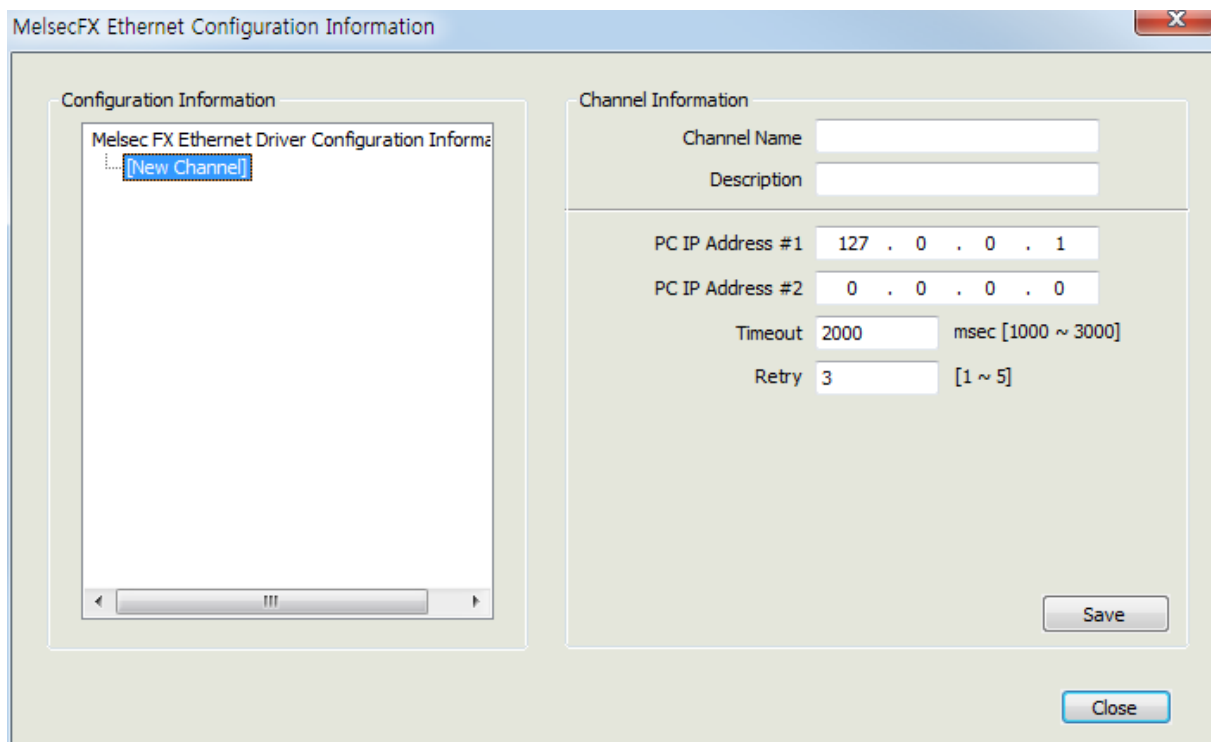 MelsecFX Ethernet Configuration Information
Configuration Information
Melsec FX Ethernet Driver Configuration Informa
[New Channel]
Channel Information
Channel Name
Description
PC IP Address #1 127 . 0 . 0 . 1
PC IP Address #2 0 . 0 . 0 . 0
Timeout 2000 msec [1000 ~ 3000]
Retry 3 [1 ~ 5]
Save
Close